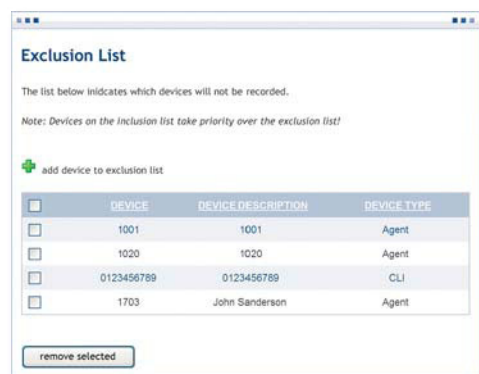 Exclusion List
The list below inidcates which devices will not be recorded.
Note: Devices on the inclusion list take priority over the exclusion list!
add device to exclusion list
DEVICE DEVICE DESCRIPTION DEVICE TYPE
1001 1001 Agent
1020 1020 Agent
0123456789 0123456789 CLI
1703 John Sanderson Agent
remove selected